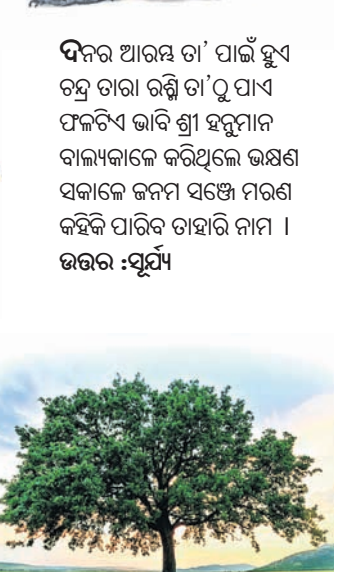 ଦିନର ଆରମ୍ଭ ତା’ ପାଇଁ ହୁଏ
ଚନ୍ଦ୍ର ତାରା ରଶ୍ମି ତା’ଠୁ ପାଏ
ଫଳଟିଏ ଭାବି ଶ୍ରୀ ହନୁମାନ
ବାଲ୍ୟକାଳେ କରିଥିଲେ ଭକ୍ଷଣ
ସକାଳେ ଜନମ ସଞ୍ଜେ ମରଣ
କହିକି ପାରିବ ତାହାରି ନାମ ।
ଉତ୍ତର :ସୂର୍ଯ୍ୟ